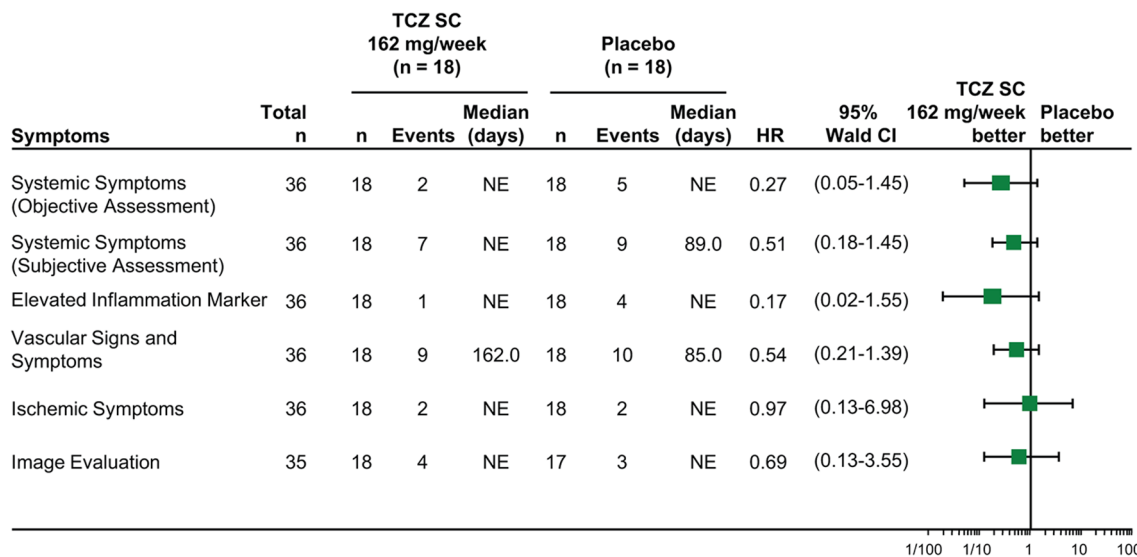 TCZ SC
162 mg/week
(n = 18)
Placebo
(n = 18)
Symptoms Total n n Events Median (days) n Events Median (days) HR 95% Wald CI TCZ SC 162 mg/week better Placebo better
Systemic Symptoms
(Objective Assessment) 36 18 2 NE 18 5 NE 0.27 (0.05-1.45)
Systemic Symptoms
(Subjective Assessment) 36 18 7 NE 18 9 89.0 0.51 (0.18-1.45)
Elevated Inflammation Marker 36 18 1 NE 18 4 NE 0.17 (0.02-1.55)
Vascular Signs and
Symptoms 36 18 9 162.0 18 10 85.0 0.54 (0.21-1.39)
Ischemic Symptoms 36 18 2 NE 18 2 NE 0.97 (0.13-6.98)
Image Evaluation 35 18 4 NE 17 3 NE 0.69 (0.13-3.55)
1/100 1/10 1 10 100